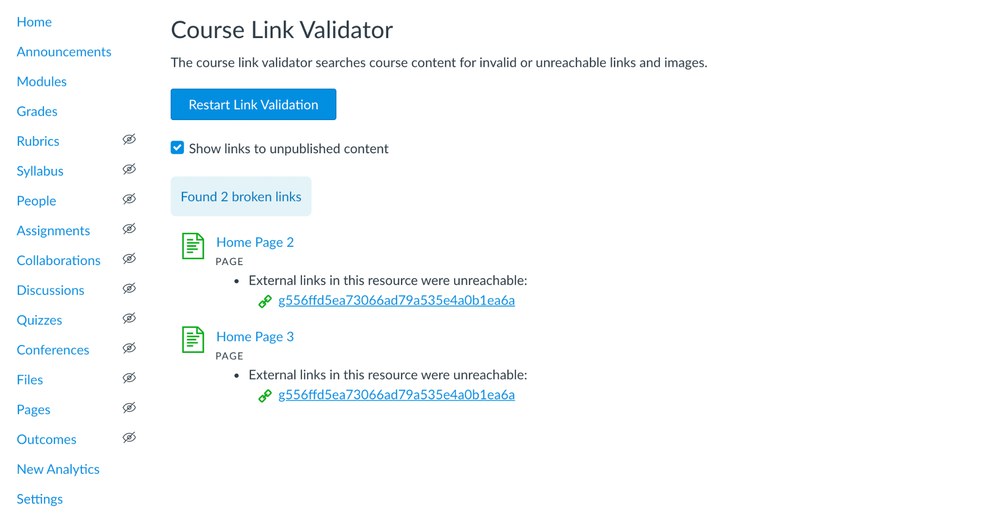 Home
Announcements
Modules
Grades
Rubrics
Syllabus
People
Assignments
Collaborations
Discussions
Quizzes
Conferences
Files
Pages
Outcomes
New Analytics
Settings
Course Link Validator
The course link validator searches course content for invalid or unreachable links and images.
Restart Link Validation
Show links to unpublished content
Found 2 broken links
Home Page 2
PAGE
• External links in this resource were unreachable:
g556ffd5ea73066ad79a535e4a0b1ea6a
Home Page 3
PAGE
• External links in this resource were unreachable:
g556ffd5ea73066ad79a535e4a0b1ea6a